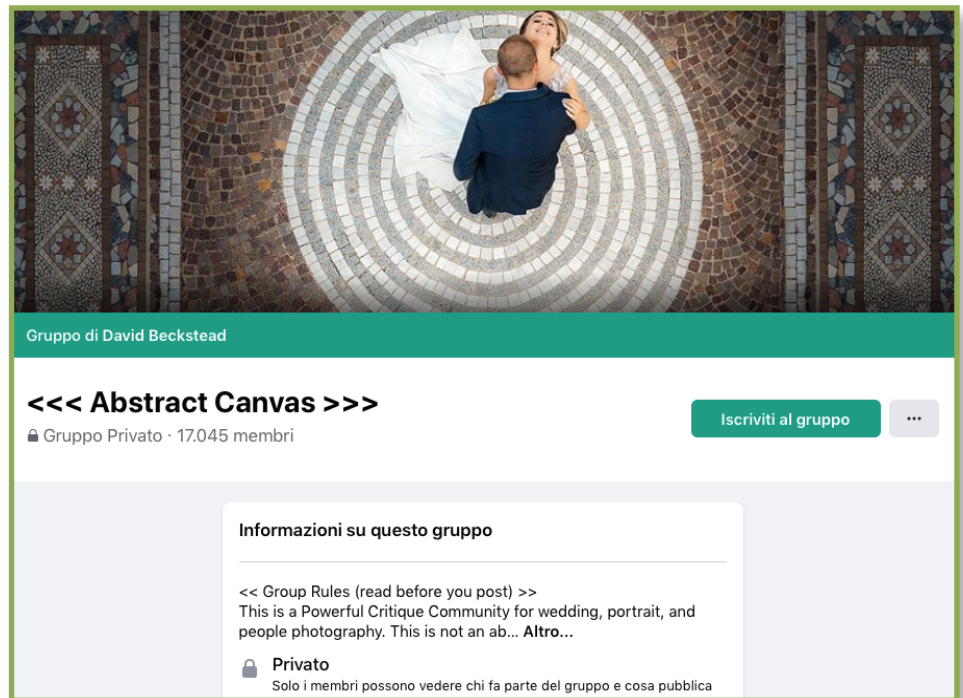 Gruppo di David Beckstead
<<< Abstract Canvas >>>
Gruppo Privato · 17.045 membri
Iscriviti al gruppo
...
Informazioni su questo gruppo
<< Group Rules (read before you post) >>
This is a Powerful Critique Community for wedding, portrait, and
people photography. This is not an ab... Altro...
Privato
Solo i membri possono vedere chi fa parte del gruppo e cosa pubblica